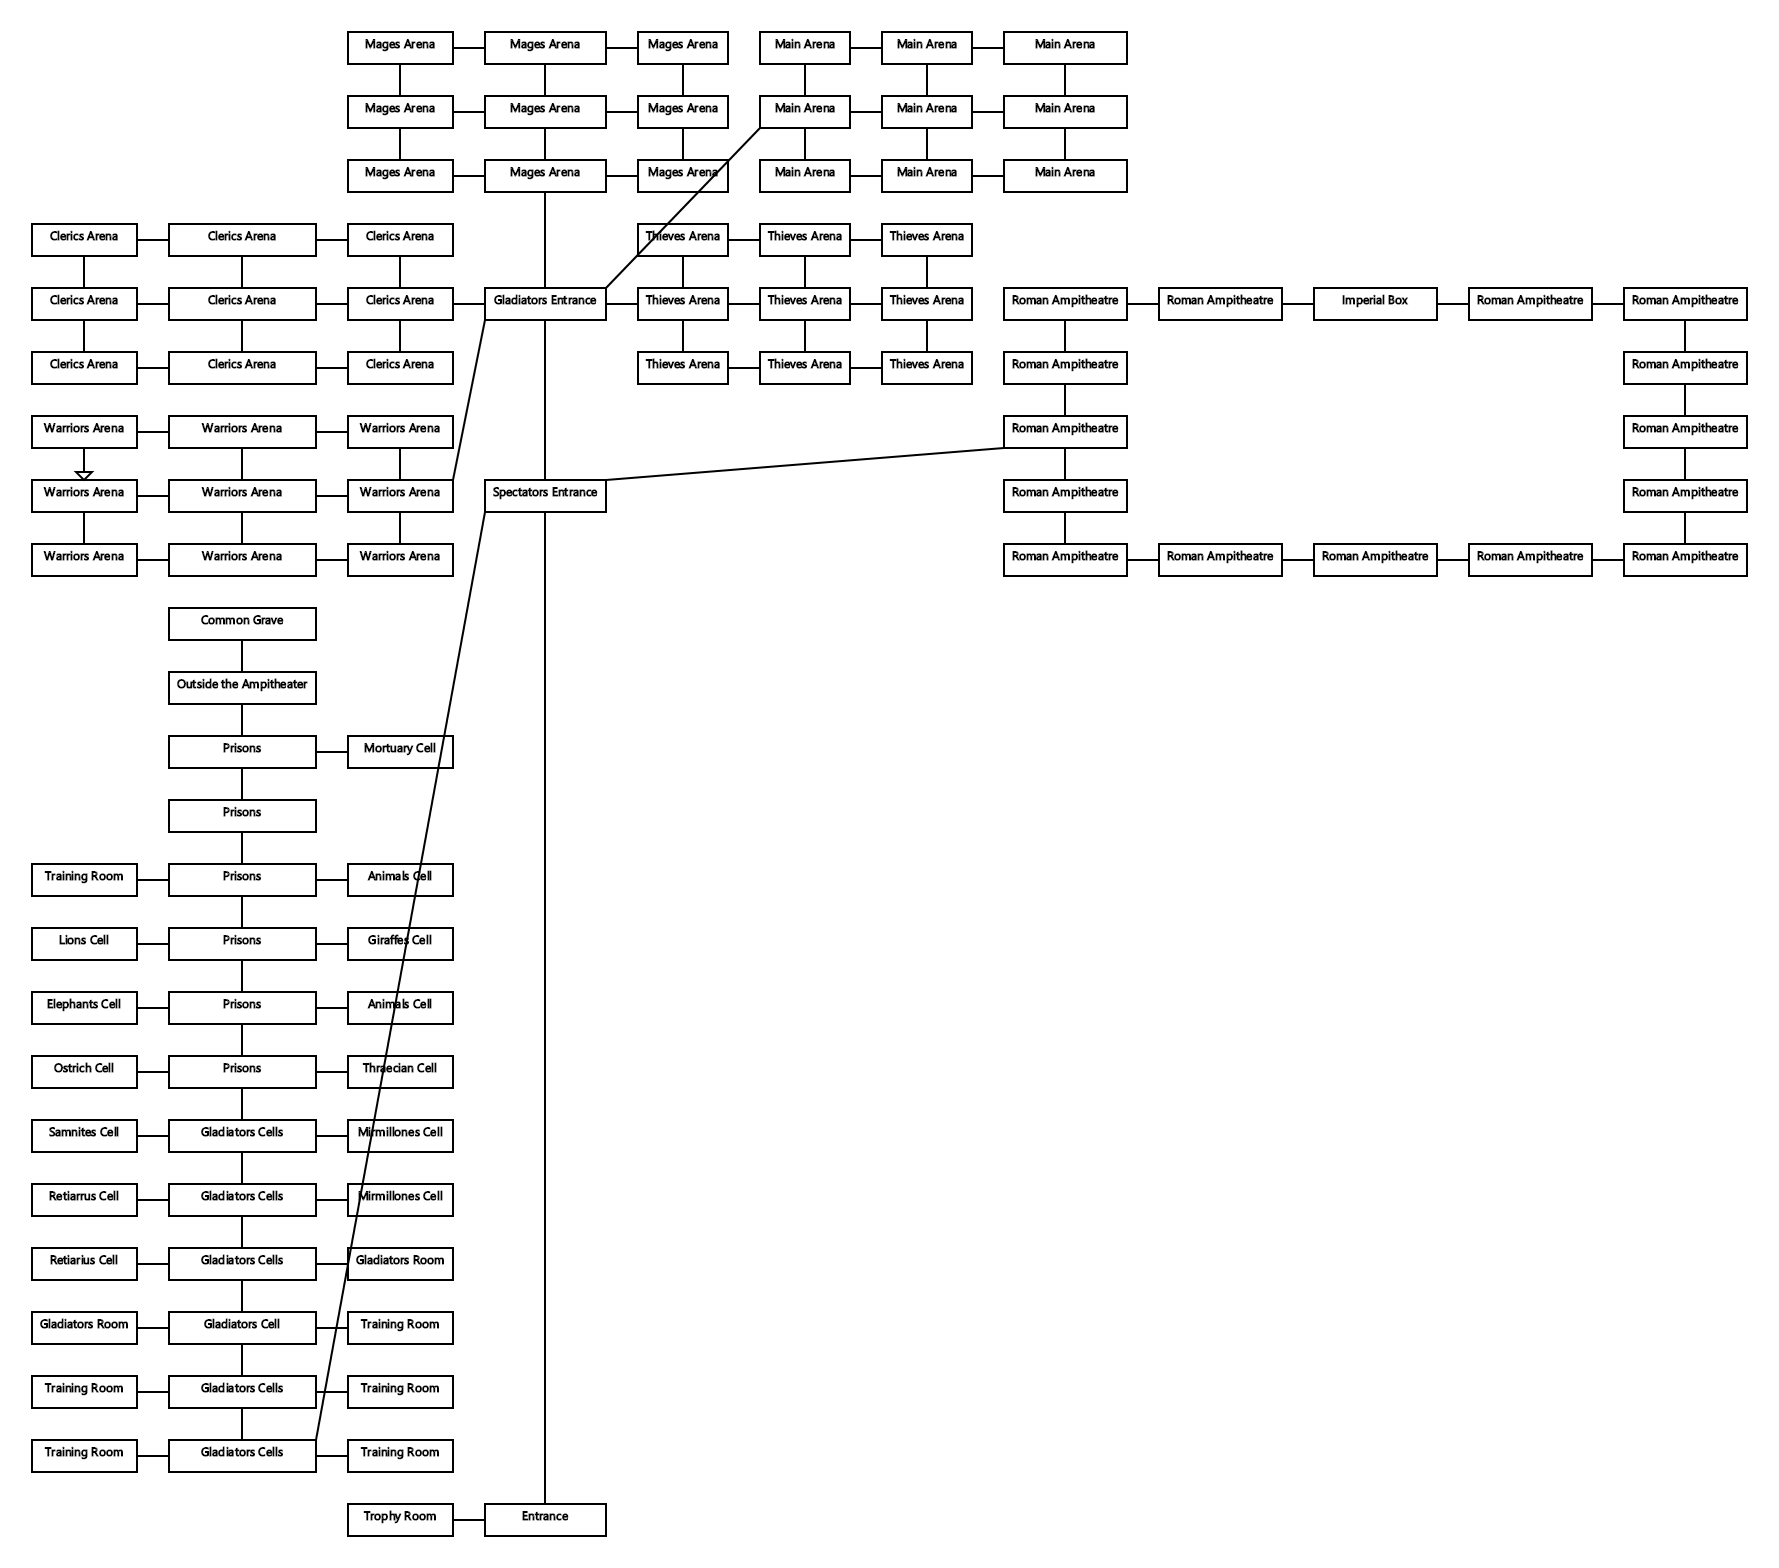 Mages Arena Mages Arena Mages Arena Main Arena Main Arena Main Arena
Mages Arena Mages Arena Mages Arena Main Arena Main Arena Main Arena
Mages Arena Mages Arena Mages Arena Main Arena Main Arena Main Arena
Clerics Arena Clerics Arena Clerics Arena Thieves Arena Thieves Arena Thieves Arena
Clerics Arena Clerics Arena Clerics Arena Gladiators Entrance Thieves Arena Thieves Arena Thieves Arena Roman Ampitheatre Roman Ampitheatre Imperial Box Roman Ampitheatre Roman Ampitheatre
Clerics Arena Clerics Arena Clerics Arena Thieves Arena Thieves Arena Thieves Arena Roman Ampitheatre Roman Ampitheatre
Warriors Arena Warriors Arena Warriors Arena Roman Ampitheatre Roman Ampitheatre
Warriors Arena Warriors Arena Warriors Arena Spectators Entrance Roman Ampitheatre Roman Ampitheatre
Warriors Arena Warriors Arena Warriors Arena Roman Ampitheatre Roman Ampitheatre Roman Ampitheatre Roman Ampitheatre Roman Ampitheatre
Common Grave
Outside the Ampitheater
Prisons Mortuary Cell
Prisons
Training Room Prisons Animals Cell
Lions Cell Prisons Giraffes Cell
Elephants Cell Prisons Animals Cell
Ostrich Cell Prisons Thraecian Cell
Samnites Cell Gladiators Cells Mirmillones Cell
Retiarrus Cell Gladiators Cells Mirmillones Cell
Retiarius Cell Gladiators Cells Gladiators Room
Gladiators Room Gladiators Cell Training Room
Training Room Gladiators Cells Training Room
Training Room Gladiators Cells Training Room
Trophy Room Entrance